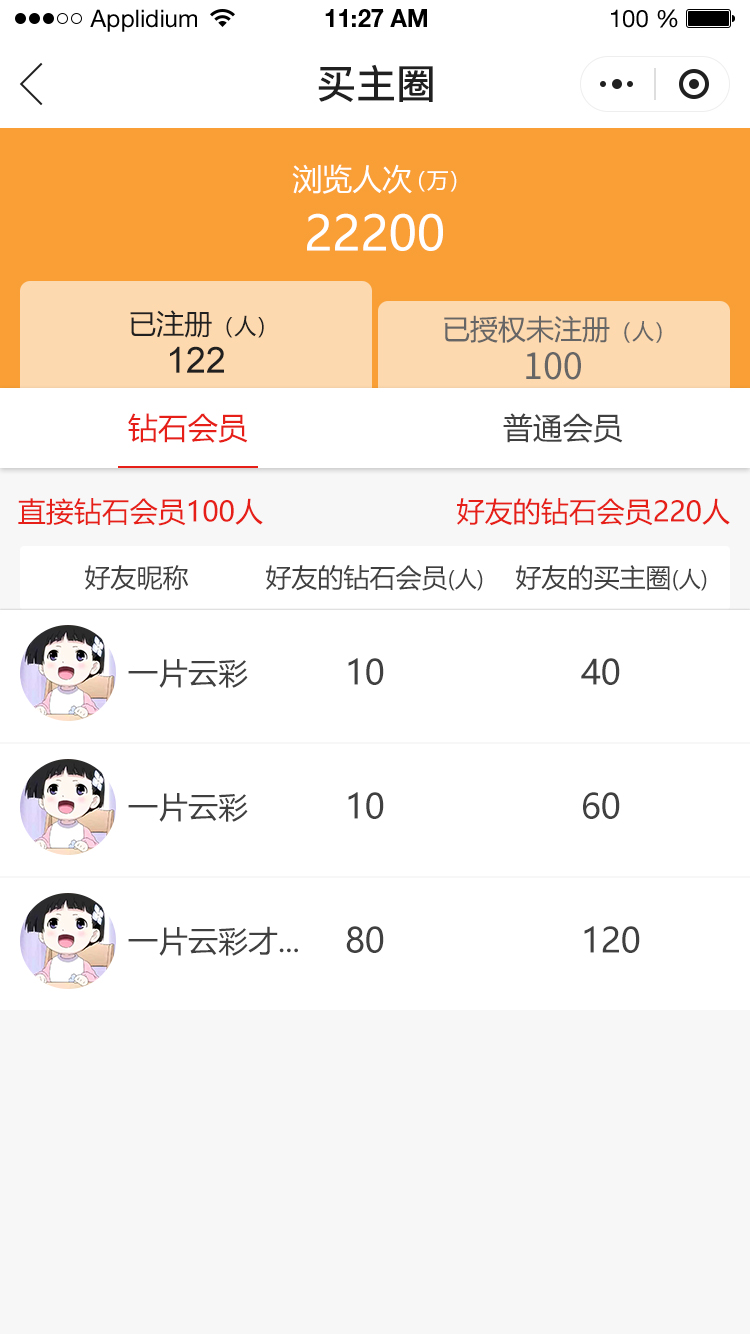 Applidium 11:27 AM 100 %
买主圈
浏览人次(万)
22200
已注册（人）
122
已授权未注册（人）
100
钻石会员 普通会员
直接钻石会员100人 好友的钻石会员220人
好友昵称 好友的钻石会员(人) 好友的买主圈(人)
一片云彩 10 40
一片云彩 10 60
一片云彩才... 80 120